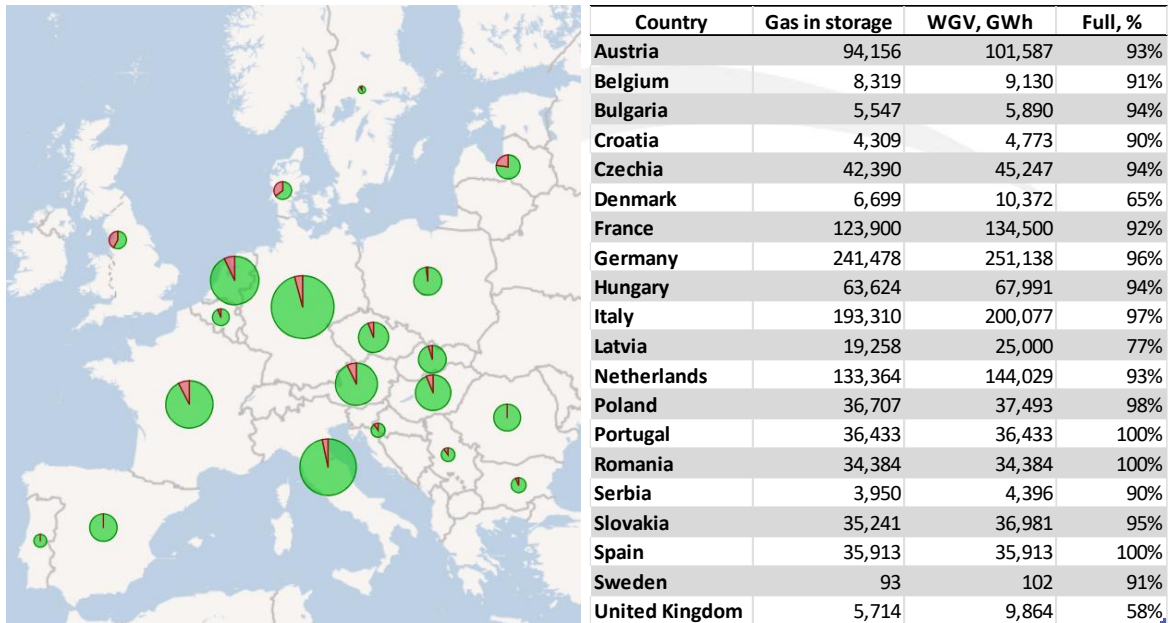 Country Gas in storage WGV, GWh Full, %
Austria 94,156 101,587 93%
Belgium 8,319 9,130 91%
Bulgaria 5,547 5,890 94%
Croatia 4,309 4,773 90%
Czechia 42,390 45,247 94%
Denmark 6,699 10,372 65%
France 123,900 134,500 92%
Germany 241,478 251,138 96%
Hungary 63,624 67,991 94%
Italy 193,310 200,077 97%
Latvia 19,258 25,000 77%
Netherlands 133,364 144,029 93%
Poland 36,707 37,493 98%
Portugal 36,433 36,433 100%
Romania 34,384 34,384 100%
Serbia 3,950 4,396 90%
Slovakia 35,241 36,981 95%
Spain 35,913 35,913 100%
Sweden 93 102 91%
United Kingdom 5,714 9,864 58%